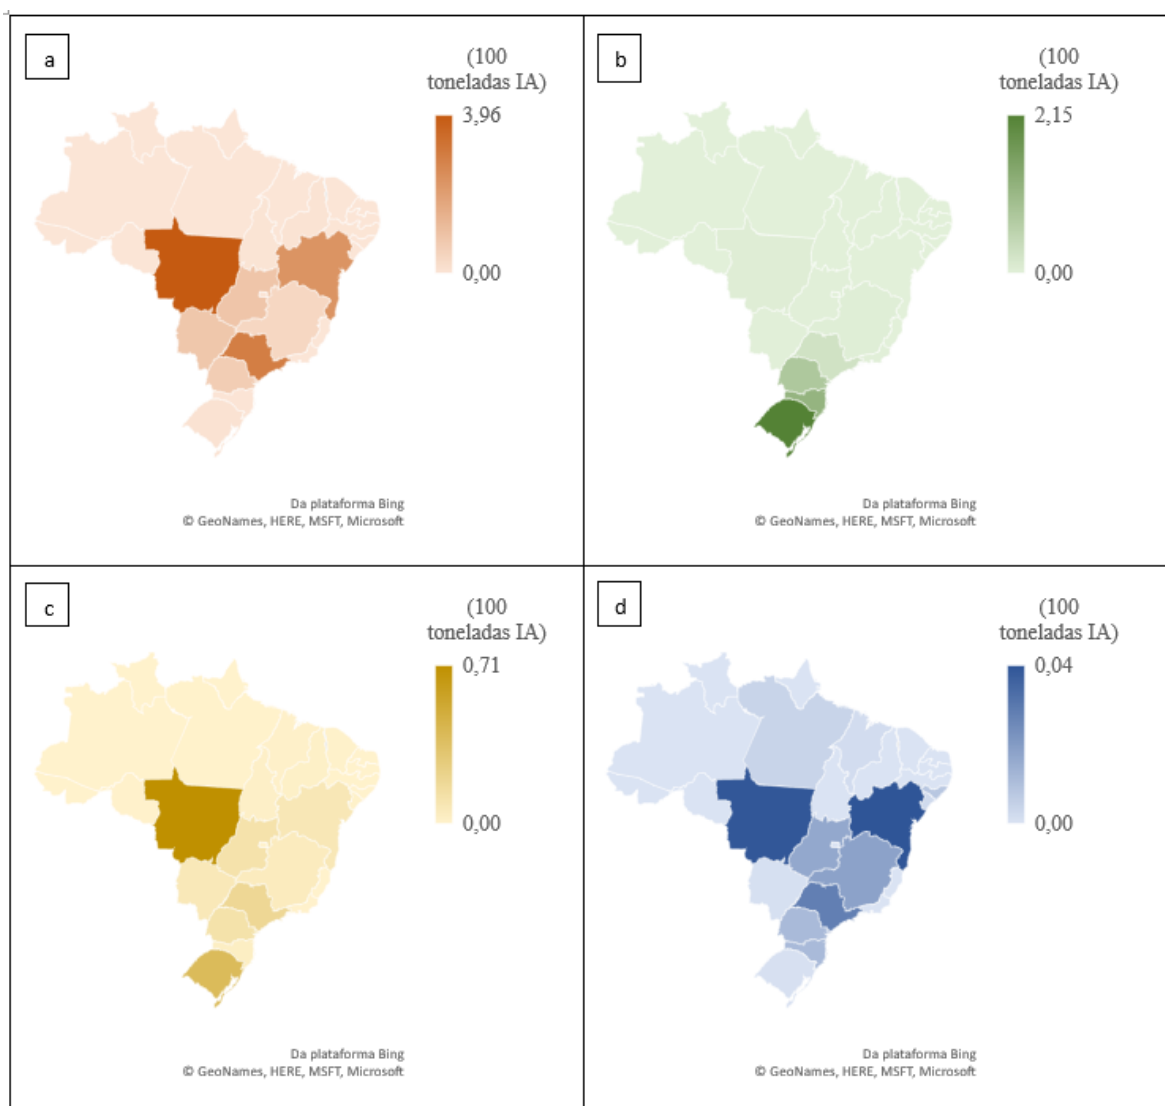 a
(100
toneladas IA)
3,96
0,00
Da plataforma Bing
© GeoNames, HERE, MSFT, Microsoft
b
(100
toneladas IA)
2,15
0,00
Da plataforma Bing
© GeoNames, HERE, MSFT, Microsoft
c
(100
toneladas IA)
0,71
0,00
Da plataforma Bing
© GeoNames, HERE, MSFT, Microsoft
d
(100
toneladas IA)
0,04
0,00
Da plataforma Bing
© GeoNames, HERE, MSFT, Microsoft